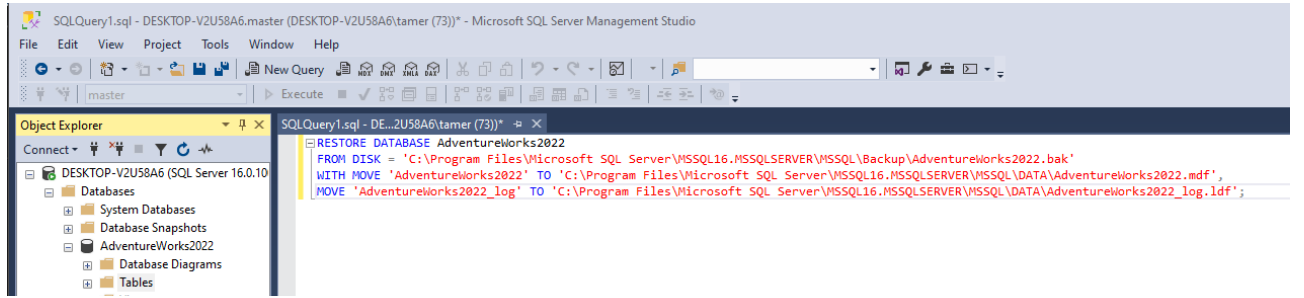 SQLQuery1.sql - DESKTOP-V2U58A6.master (DESKTOP-V2U58A6\tamer (73))* - Microsoft SQL Server Management Studio
File Edit View Project Tools Window Help
New Query MDX DMX XMLA DAX
master Execute
Object Explorer
Connect
DESKTOP-V2U58A6 (SQL Server 16.0.10
Databases
System Databases
Database Snapshots
AdventureWorks2022
Database Diagrams
Tables
SQLQuery1.sql - DE...2U58A6\tamer (73))*
RESTORE DATABASE AdventureWorks2022
FROM DISK = 'C:\Program Files\Microsoft SQL Server\MSSQL16.MSSQLSERVER\MSSQL\Backup\AdventureWorks2022.bak'
WITH MOVE 'AdventureWorks2022' TO 'C:\Program Files\Microsoft SQL Server\MSSQL16.MSSQLSERVER\MSSQL\DATA\AdventureWorks2022.mdf',
MOVE 'AdventureWorks2022_log' TO 'C:\Program Files\Microsoft SQL Server\MSSQL16.MSSQLSERVER\MSSQL\DATA\AdventureWorks2022_log.ldf';